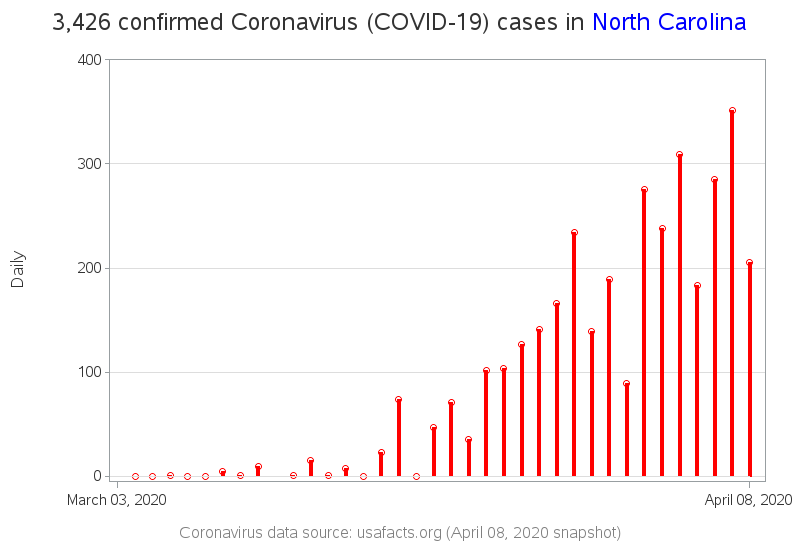 3,426 confirmed Coronavirus (COVID-19) cases in North Carolina
400
300
200
100
0
Daily
March 03, 2020
April 08, 2020
Coronavirus data source: usafacts.org (April 08, 2020 snapshot)